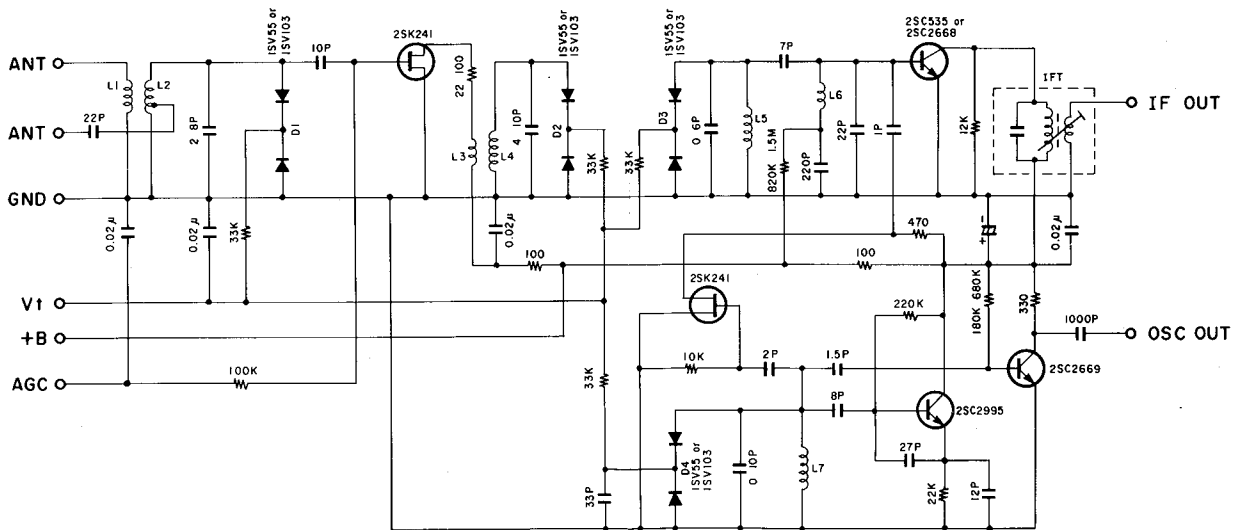 ANT
ANT
GND
Vt
+B
AGC
L1
L2
22P
2 8P
0.02μ
0.02μ
33K
D1
1SV55 or
1SV103
10P
2SK241
22 100
L3
L4
0.02μ
4 10P
1SV55 or
1SV103
D2
33K
33K
1SV55 or
1SV103
D3
0 6P
L5
7P
L6
820K 1.5M
220P
22P
1P
2SC535 or
2SC2668
12K
IFT
IF OUT
0.02μ
- +
470
100
100
2SK241
220K
180K 680K
330
1000P
OSC OUT
2SC2669
100K
33K
10K
2P
1.5P
8P
2SC2995
D4
1SV55 or
1SV103
33P
0 10P
L7
27P
22K
12P